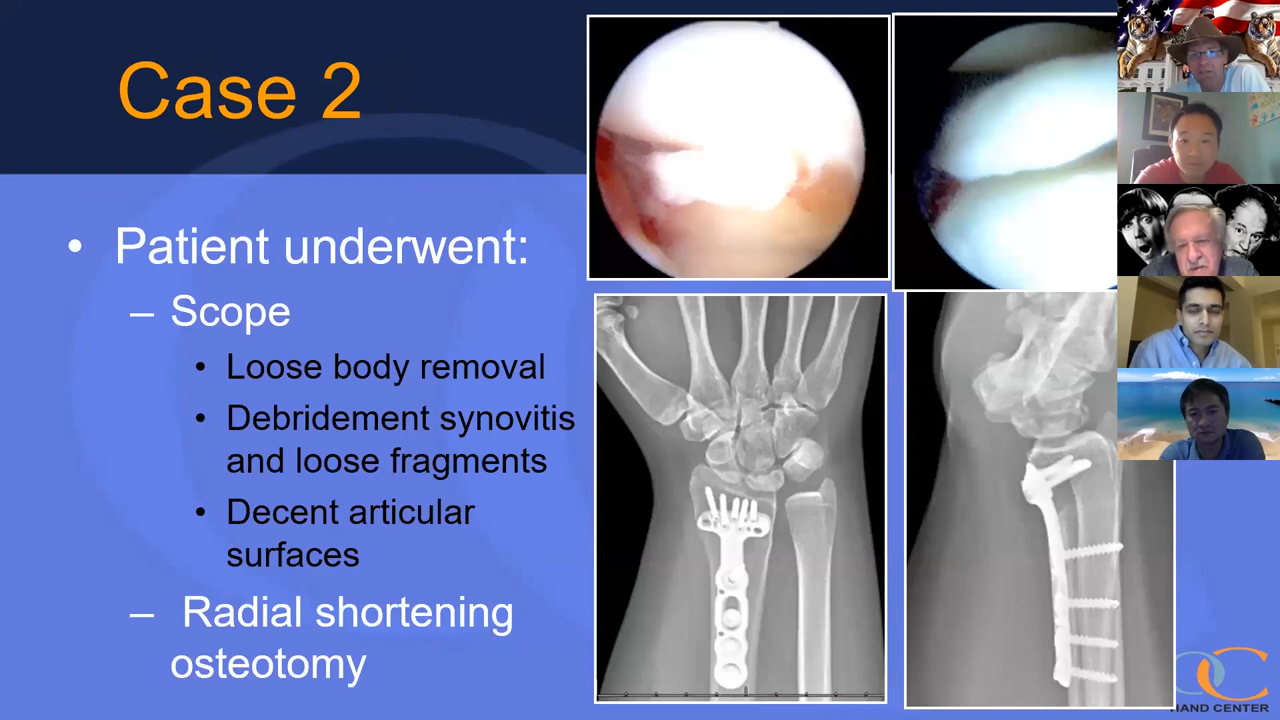 Case 2
• Patient underwent:
– Scope
• Loose body removal
• Debridement synovitis
and loose fragments
• Decent articular
surfaces
– Radial shortening
osteotomy
HAND CENTER